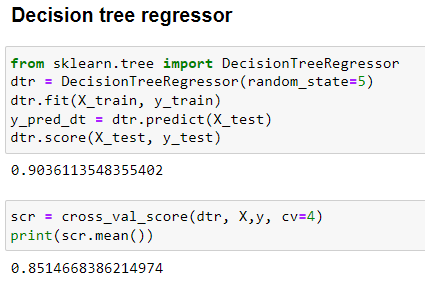 Decision tree regressor
from sklearn.tree import DecisionTreeRegressor
dtr = DecisionTreeRegressor(random_state=5)
dtr.fit(X_train, y_train)
y_pred_dt = dtr.predict(X_test)
dtr.score(X_test, y_test)
0.9036113548355402
scr = cross_val_score(dtr, X,y, cv=4)
print(scr.mean())
0.8514668386214974